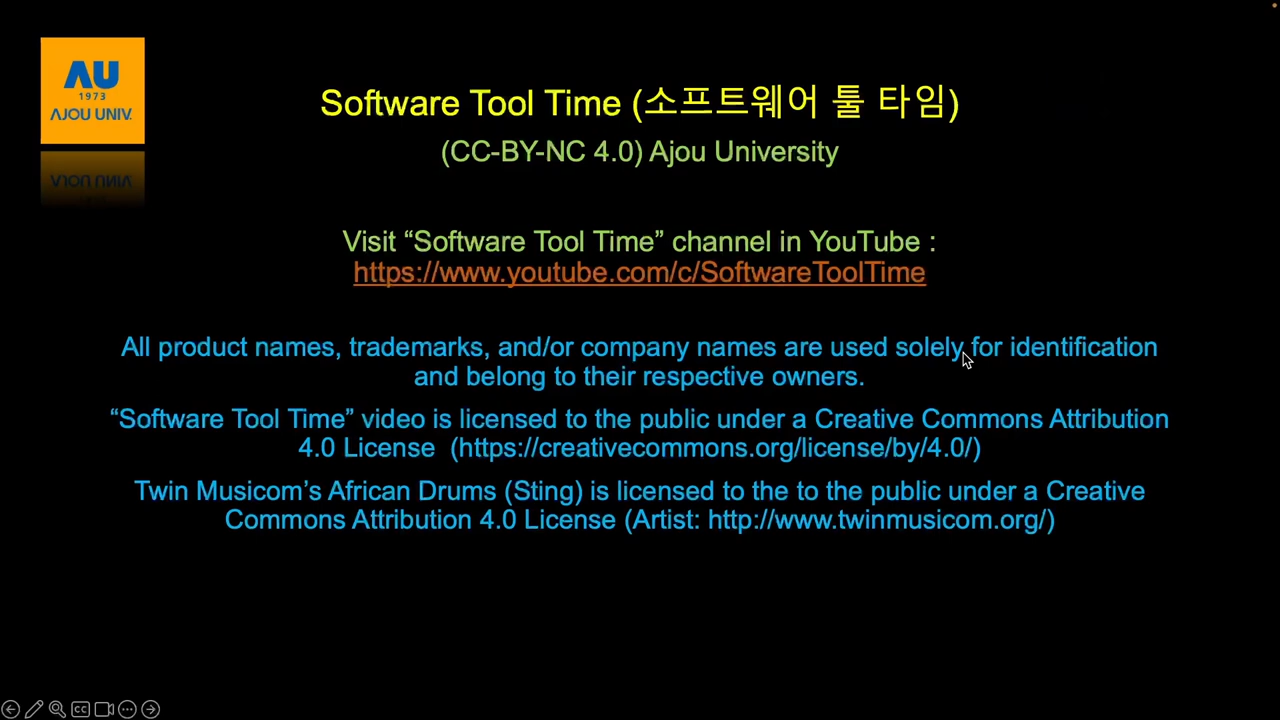 AU
1973
AJOU UNIV.
Software Tool Time (소프트웨어 툴 타임)
(CC-BY-NC 4.0) Ajou University
Visit “Software Tool Time” channel in YouTube :
https://www.youtube.com/c/SoftwareToolTime
All product names, trademarks, and/or company names are used solely for identification
and belong to their respective owners.
“Software Tool Time” video is licensed to the public under a Creative Commons Attribution
4.0 License (https://creativecommons.org/license/by/4.0/)
Twin Musicom’s African Drums (Sting) is licensed to the to the public under a Creative
Commons Attribution 4.0 License (Artist: http://www.twinmusicom.org/)
CC